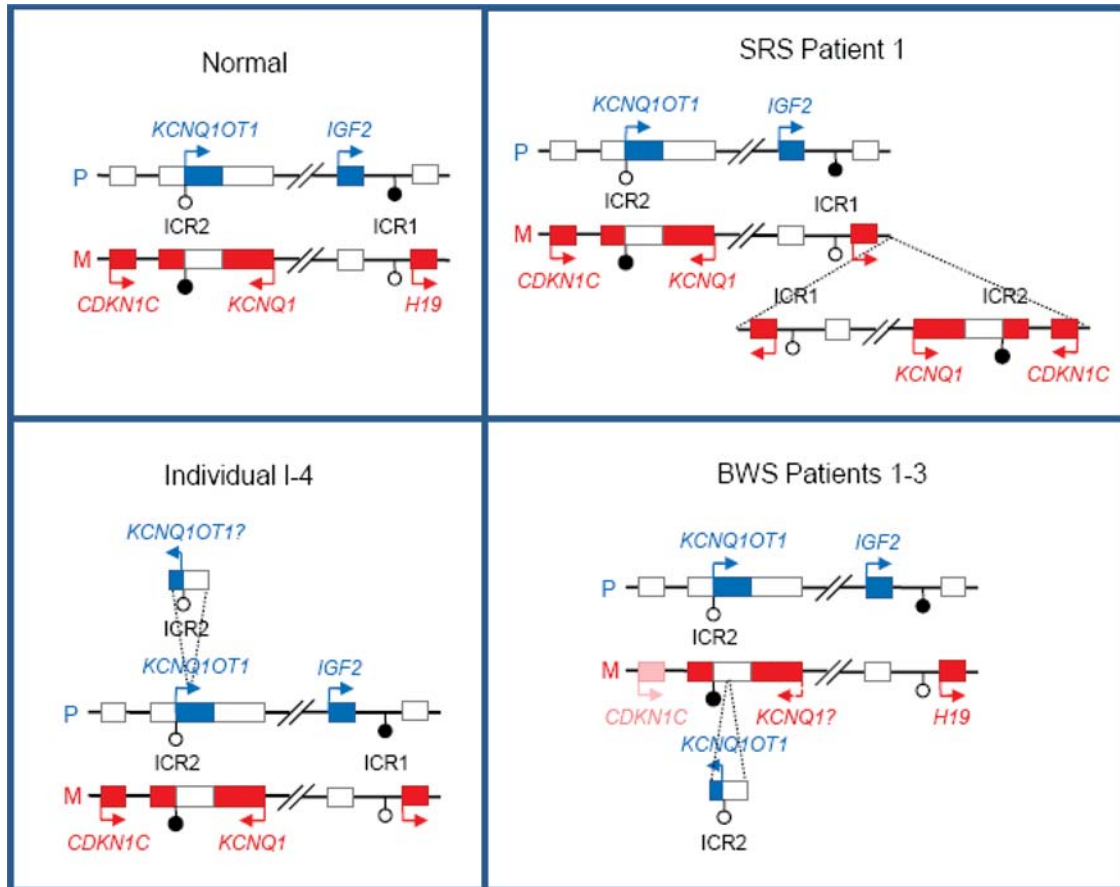 Normal
KCNQ1OT1 IGF2
P
ICR2 ICR1
M
CDKN1C KCNQ1 H19
SRS Patient 1
KCNQ1OT1 IGF2
P
ICR2 ICR1
M
CDKN1C KCNQ1
ICR1 ICR2
KCNQ1 CDKN1C
Individual I-4
KCNQ1OT1?
ICR2
KCNQ1OT1 IGF2
P
ICR2 ICR1
M
CDKN1C KCNQ1
BWS Patients 1-3
KCNQ1OT1 IGF2
P
ICR2
M
CDKN1C KCNQ1? H19
KCNQ1OT1
ICR2